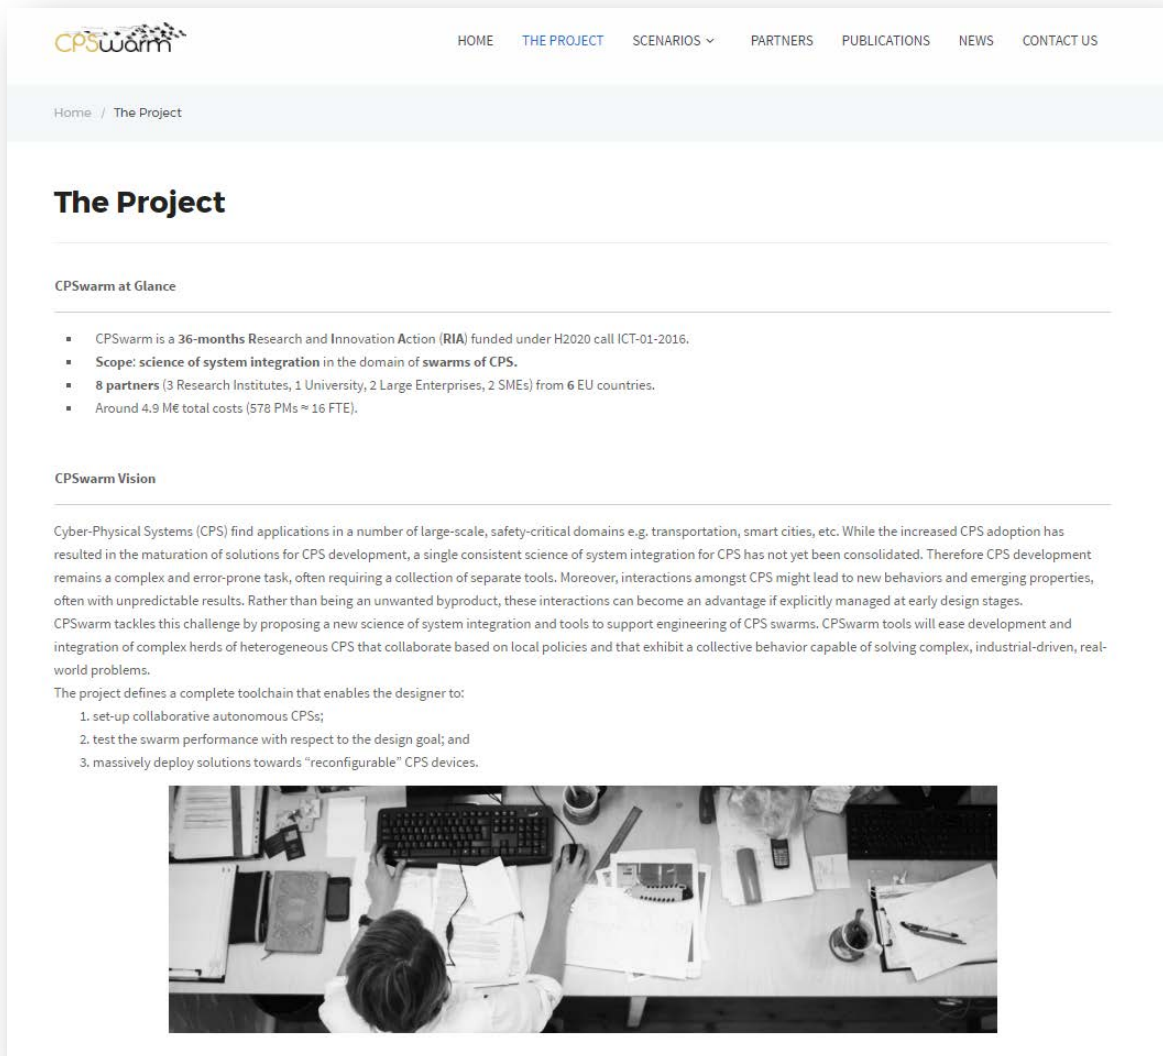 CPSwarm
HOME THE PROJECT SCENARIOS PARTNERS PUBLICATIONS NEWS CONTACT US
Home / The Project
The Project
CPSwarm at Glance
▪ CPSwarm is a 36-months Research and Innovation Action (RIA) funded under H2020 call ICT-01-2016.
▪ Scope: science of system integration in the domain of swarms of CPS.
▪ 8 partners (3 Research Institutes, 1 University, 2 Large Enterprises, 2 SMEs) from 6 EU countries.
▪ Around 4.9 M€ total costs (578 PMs ≈ 16 FTE).
CPSwarm Vision
Cyber-Physical Systems (CPS) find applications in a number of large-scale, safety-critical domains e.g. transportation, smart cities, etc. While the increased CPS adoption has
resulted in the maturation of solutions for CPS development, a single consistent science of system integration for CPS has not yet been consolidated. Therefore CPS development
remains a complex and error-prone task, often requiring a collection of separate tools. Moreover, interactions amongst CPS might lead to new behaviors and emerging properties,
often with unpredictable results. Rather than being an unwanted byproduct, these interactions can become an advantage if explicitly managed at early design stages.
CPSwarm tackles this challenge by proposing a new science of system integration and tools to support engineering of CPS swarms. CPSwarm tools will ease development and
integration of complex herds of heterogeneous CPS that collaborate based on local policies and that exhibit a collective behavior capable of solving complex, industrial-driven, real-
world problems.
The project defines a complete toolchain that enables the designer to:
1. set-up collaborative autonomous CPSs;
2. test the swarm performance with respect to the design goal; and
3. massively deploy solutions towards “reconfigurable” CPS devices.